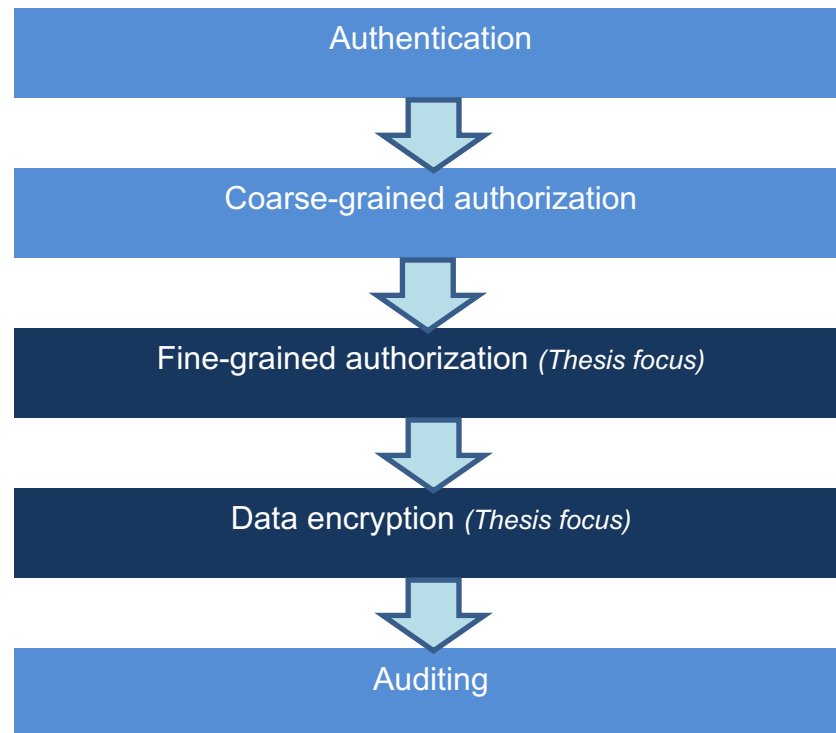 Authentication
Coarse-grained authorization
Fine-grained authorization (Thesis focus)
Data encryption (Thesis focus)
Auditing